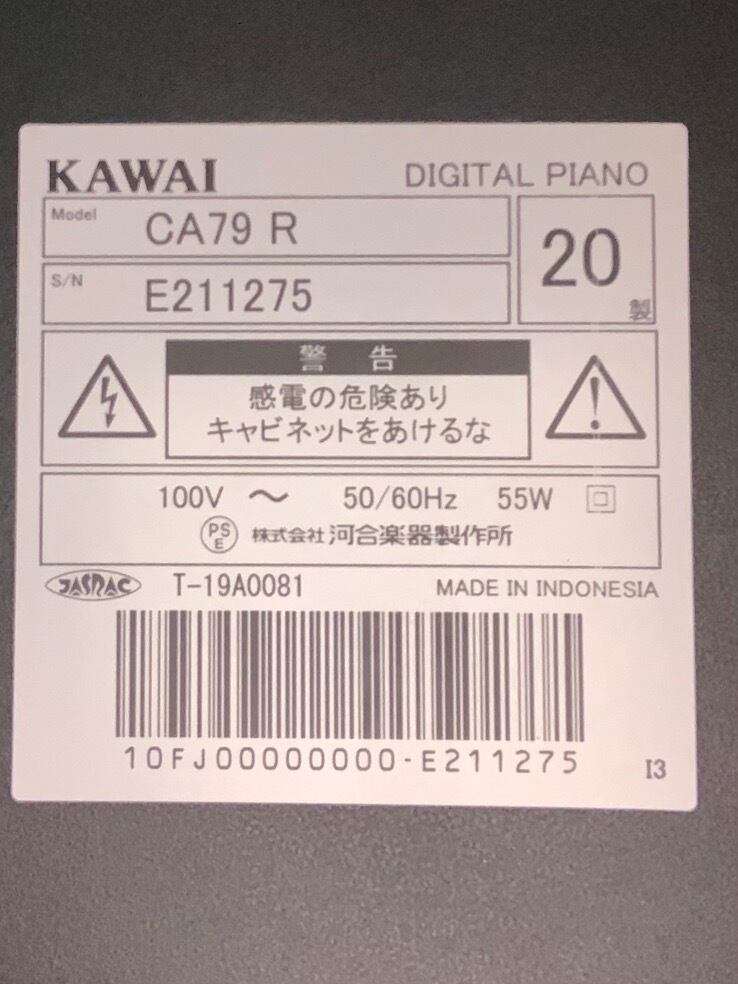 KAWAI DIGITAL PIANO
Model CA79 R
S/N E211275
20製
警告
感電の危険あり
キャビネットをあけるな
100V ～ 50/60Hz 55W
PSE 株式会社 河合楽器製作所
JASRAC T-19A0081 MADE IN INDONESIA
10FJ00000000-E211275
I3